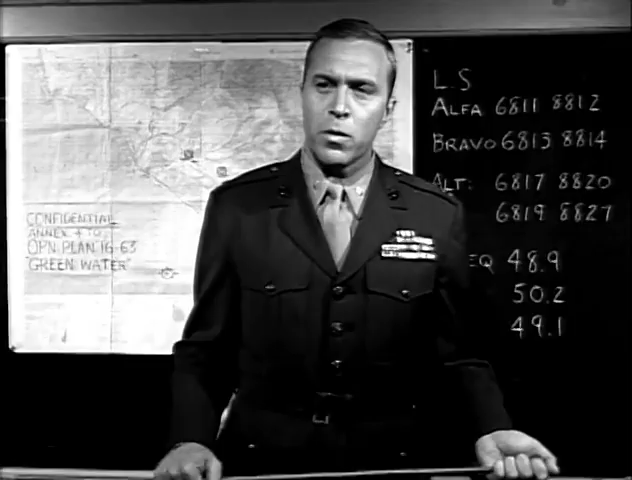 CONFIDENTIAL
ANNEX 4 TO
OPN PLAN 16-63
"GREEN WATER"
L.S
ALFA 6811 8812
BRAVO 6813 8814
ALT: 6817 8820
6819 8827
EQ 48.9
50.2
49.1